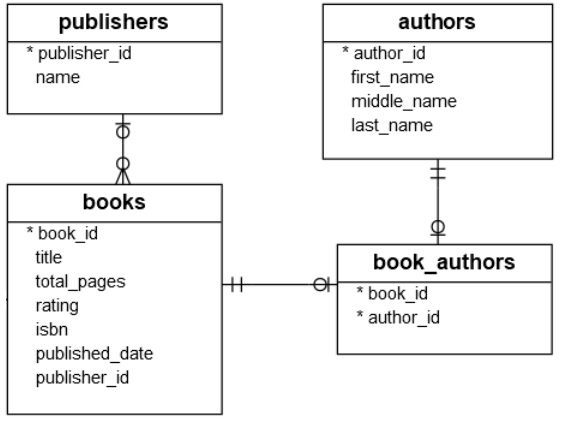 publishers
* publisher_id
name
authors
* author_id
first_name
middle_name
last_name
books
* book_id
title
total_pages
rating
isbn
published_date
publisher_id
book_authors
* book_id
* author_id